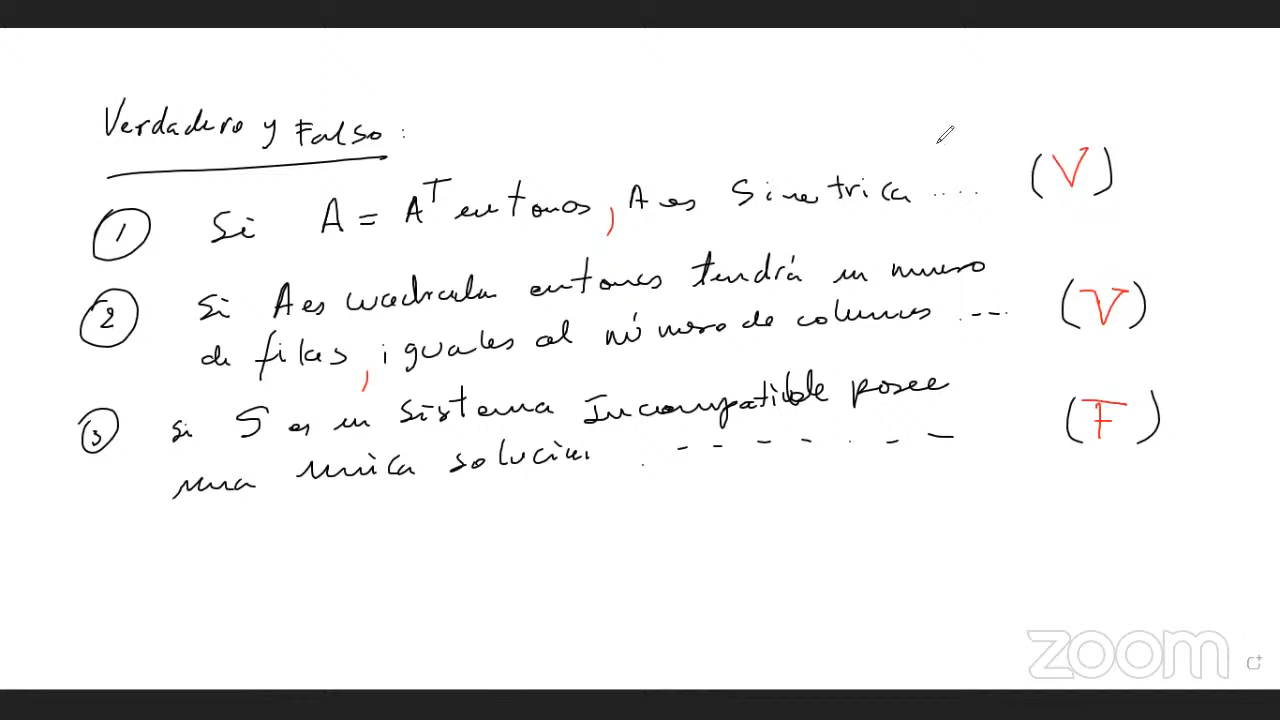 Verdadero y Falso :
1 Si A = Aᵀ entonces, A es Simetrica .... (V)
2 Si A es cuadrada entonces tendrá un numero
de filas, iguales al número de columnas ..... (V)
3 Si S es un sistema Incompatible posee (F)
una unica solucion . - - - - . - -
zoom